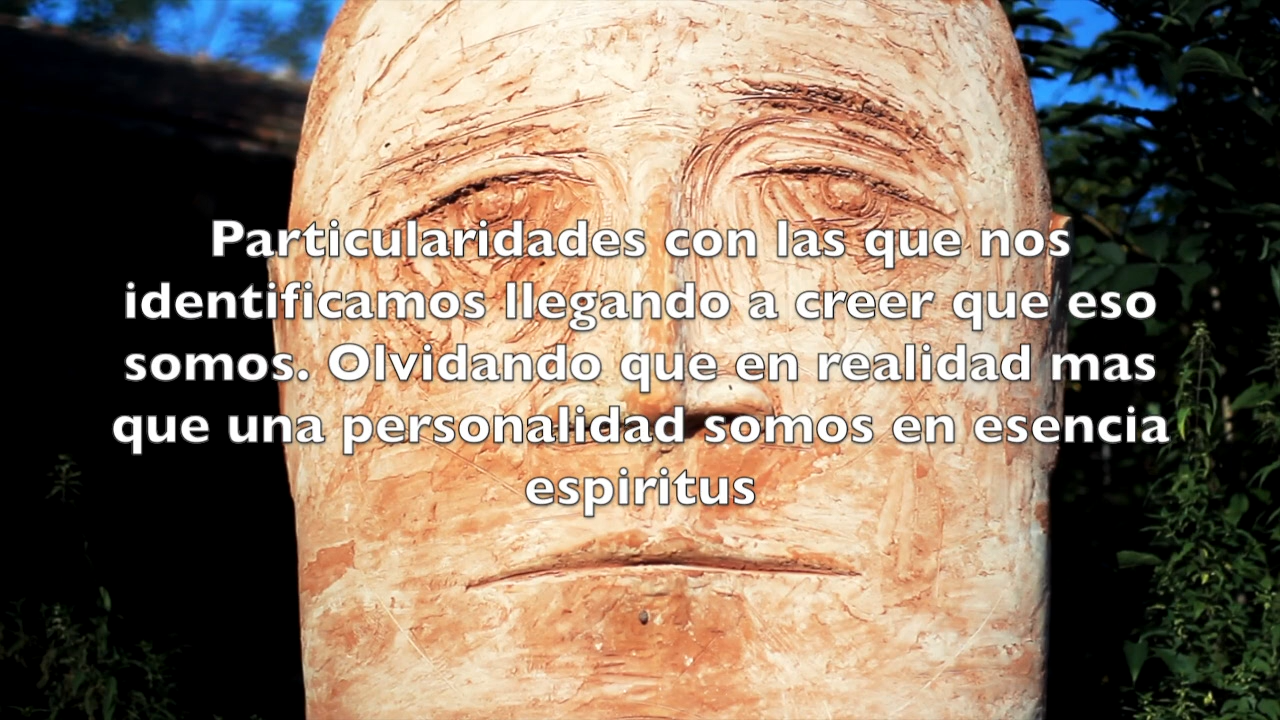 Particularidades con las que nos
identificamos llegando a creer que eso
somos. Olvidando que en realidad mas
que una personalidad somos en esencia
espiritus